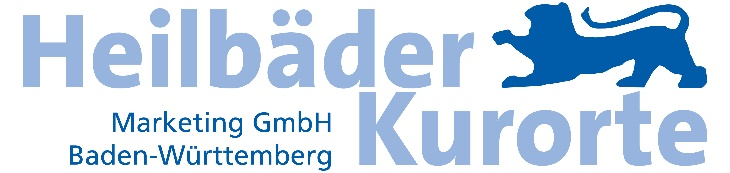 Heilbäder
Kurorte
Marketing GmbH
Baden-Württemberg